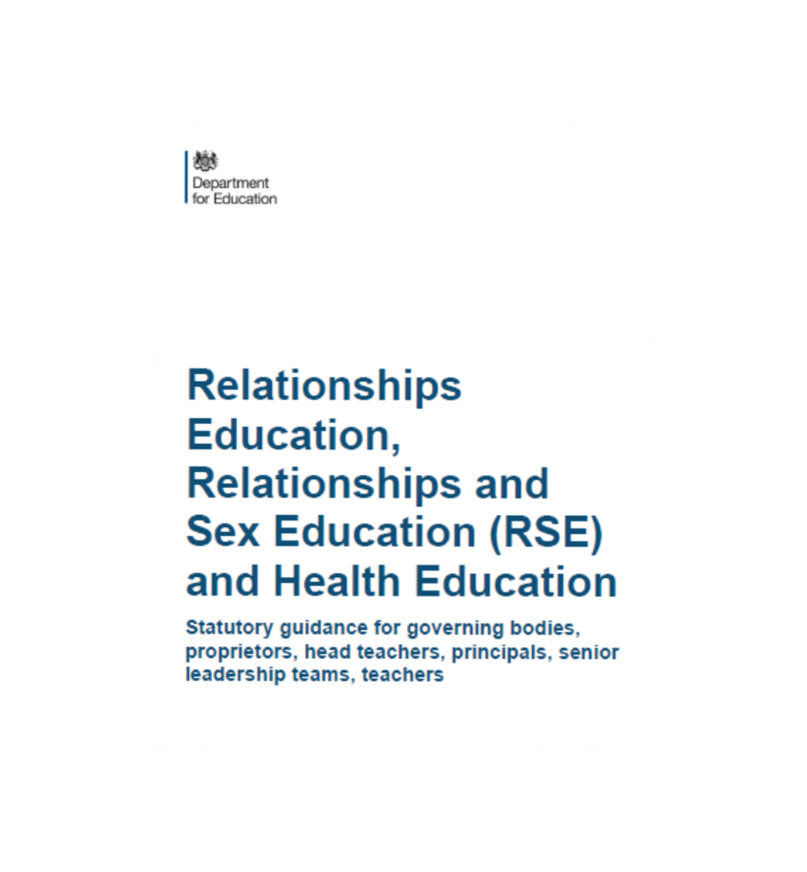 Department
for Education
Relationships
Education,
Relationships and
Sex Education (RSE)
and Health Education
Statutory guidance for governing bodies,
proprietors, head teachers, principals, senior
leadership teams, teachers